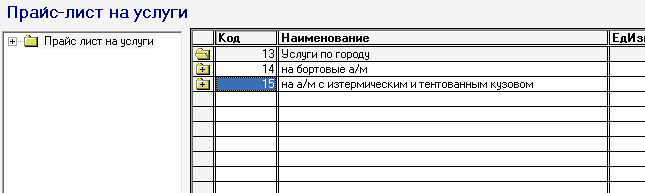 Прайс-лист на услуги
Прайс лист на услуги
Код Наименование ЕдИз
13 Услуги по городу
14 на бортовые а/м
15 на а/м с изтермическим и тентованным кузовом